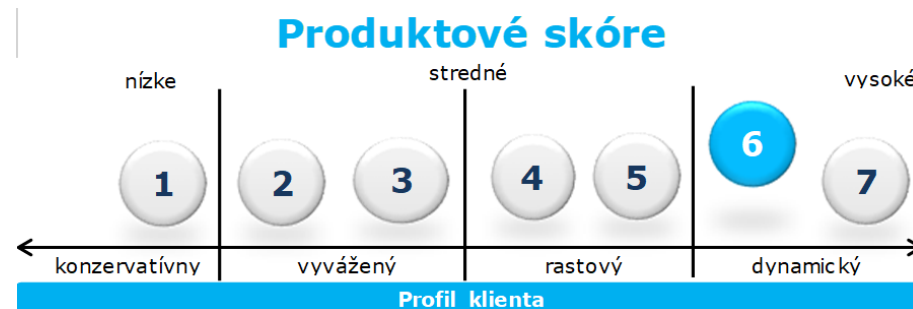 Produktové skóre
nízke stredné vysoké
1 2 3 4 5 6 7
konzervatívny vyvážený rastový dynamický
Profil klienta